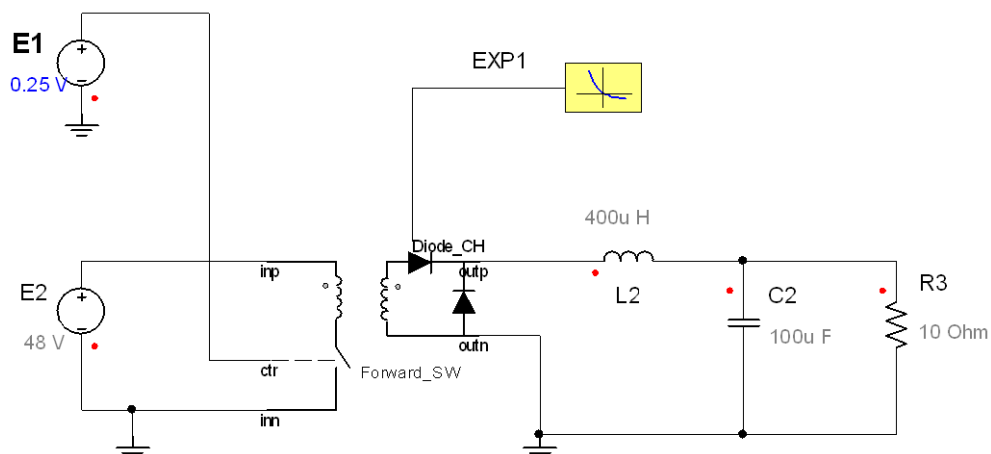 E1
0.25 V
EXP1
400u H
Diode_CH
inp
outp
E2
L2
C2
R3
48 V
100u F
10 Ohm
outn
ctr
Forward_SW
inn